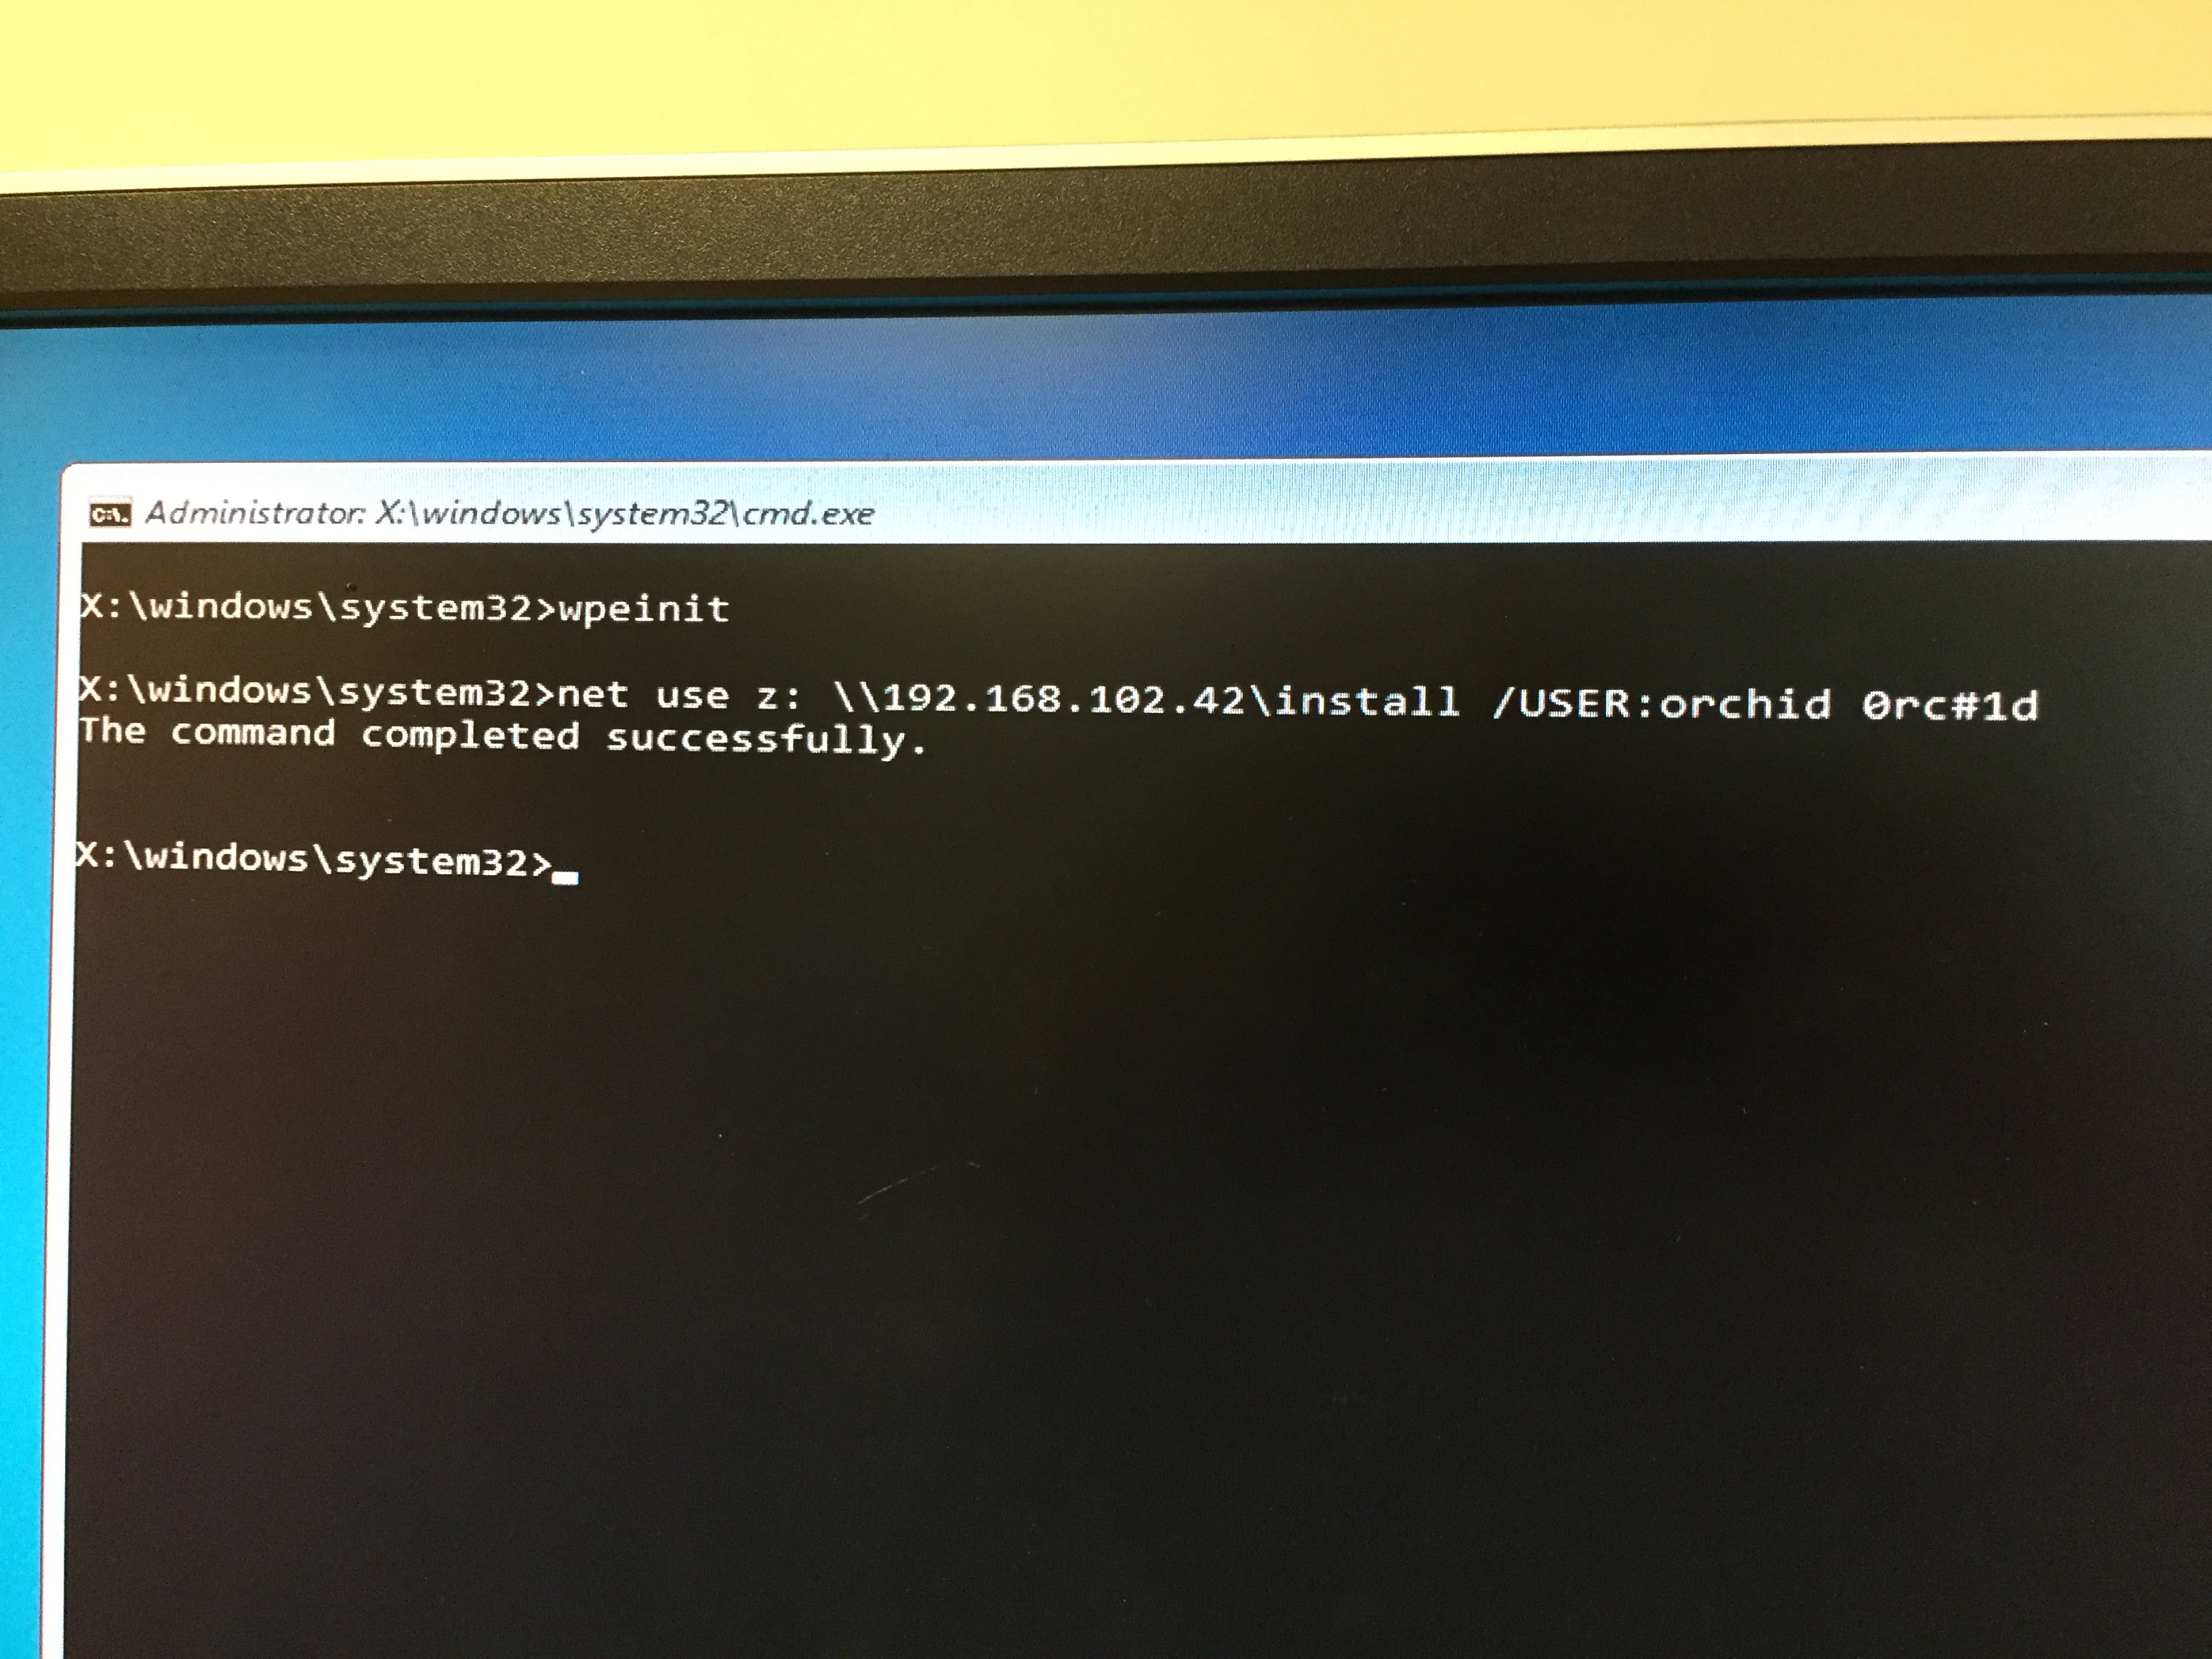 Administrator: X:\windows\system32\cmd.exe
X:\windows\system32>wpeinit
X:\windows\system32>net use z: \\192.168.102.42\install /USER:orchid 0rc#1d
The command completed successfully.
X:\windows\system32>